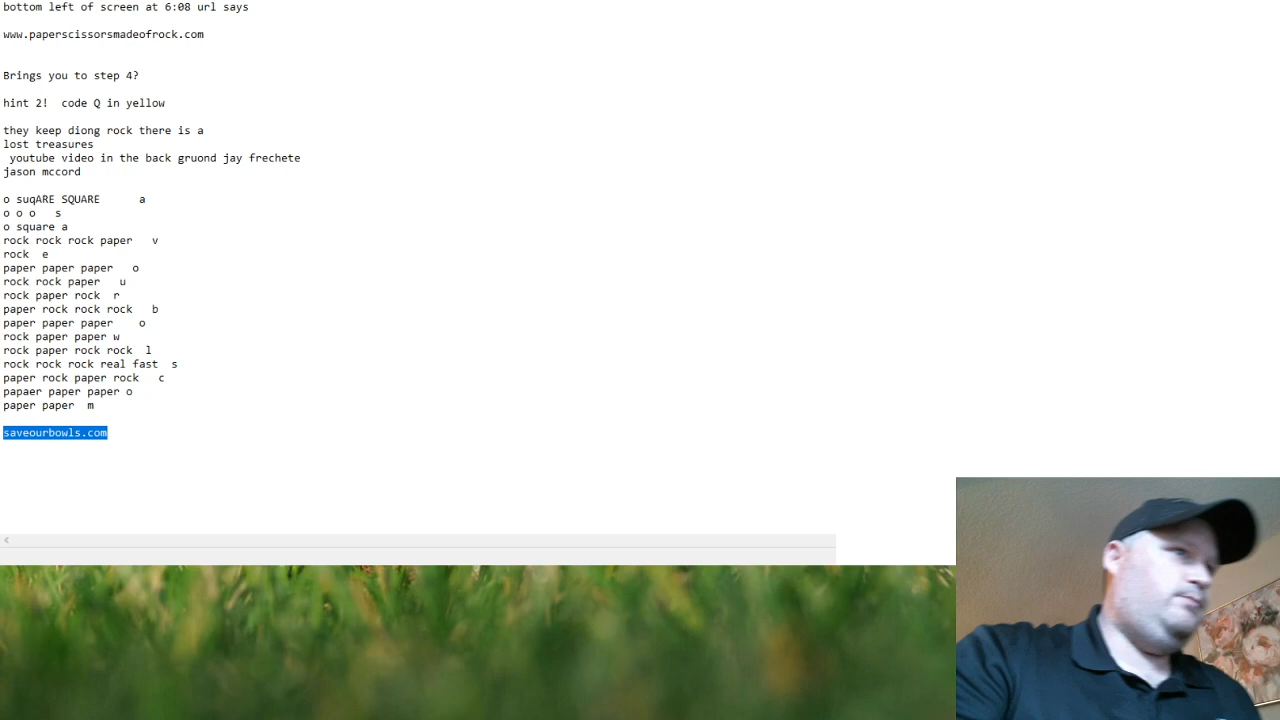 bottom left of screen at 6:08 url says
www.paperscissorsmadeofrock.com
Brings you to step 4?
hint 2! code Q in yellow
they keep diong rock there is a
lost treasures
youtube video in the back gruond jay frechete
jason mccord
o suqARE SQUARE a
o o o s
o square a
rock rock rock paper v
rock e
paper paper paper o
rock rock paper u
rock paper rock r
paper rock rock rock b
paper paper paper o
rock paper paper w
rock paper rock rock l
rock rock rock real fast s
paper rock paper rock c
papaer paper paper o
paper paper m
saveourbowls.com